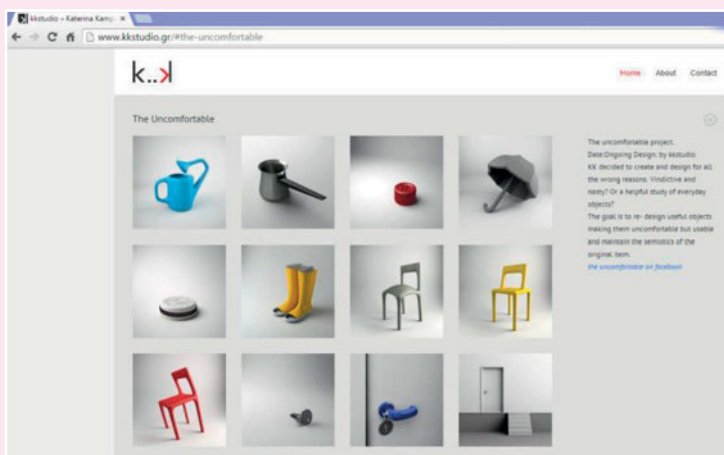 kkstudio – Katerina Kamp
www.kkstudio.gr/#the-uncomfortable
k..k
Home About Contact
The Uncomfortable
The uncomfortable project.
Date:Ongoing Design: by kkstudio
KK decided to create and design for all
the wrong reasons. Vindictive and
nasty? Or a helpful study of everyday
objects?
The goal is to re- design useful objects
making them uncomfortable but usable
and maintain the semiotics of the
original item.
the uncomfortable on facebook